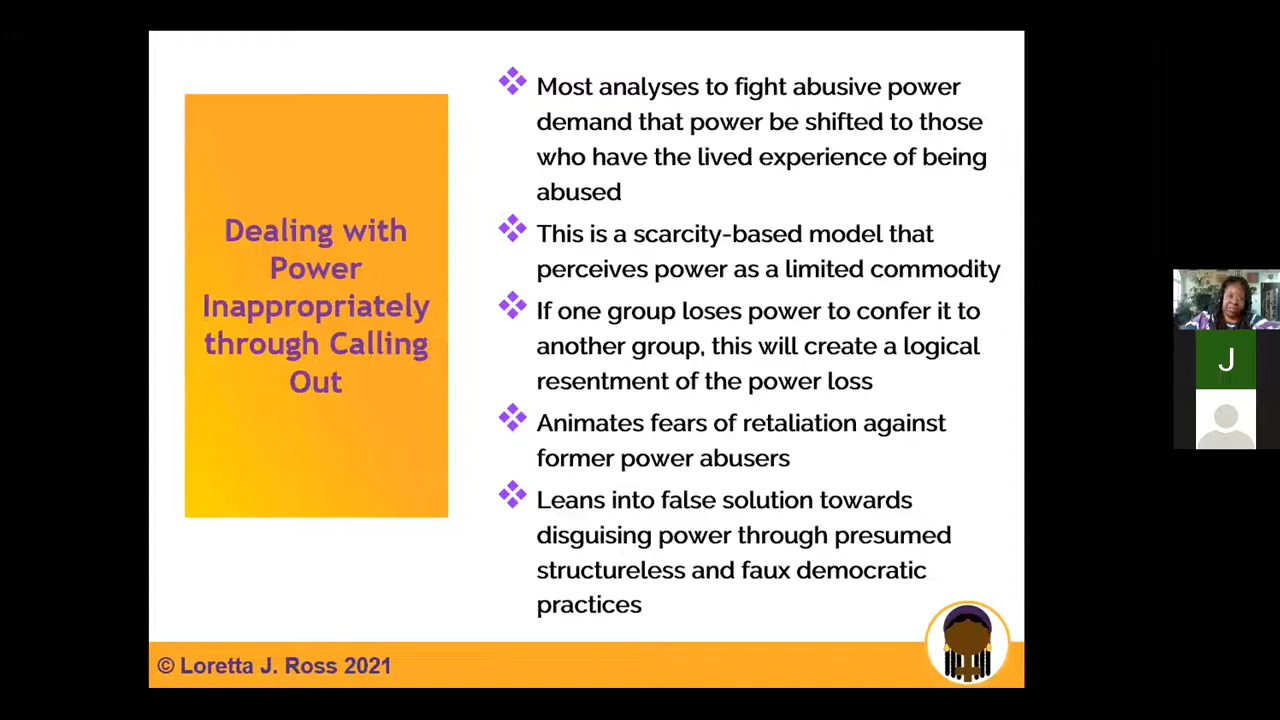 Dealing with
Power
Inappropriately
through Calling
Out
Most analyses to fight abusive power
demand that power be shifted to those
who have the lived experience of being
abused
This is a scarcity-based model that
perceives power as a limited commodity
If one group loses power to confer it to
another group, this will create a logical
resentment of the power loss
Animates fears of retaliation against
former power abusers
Leans into false solution towards
disguising power through presumed
structureless and faux democratic
practices
© Loretta J. Ross 2021
J